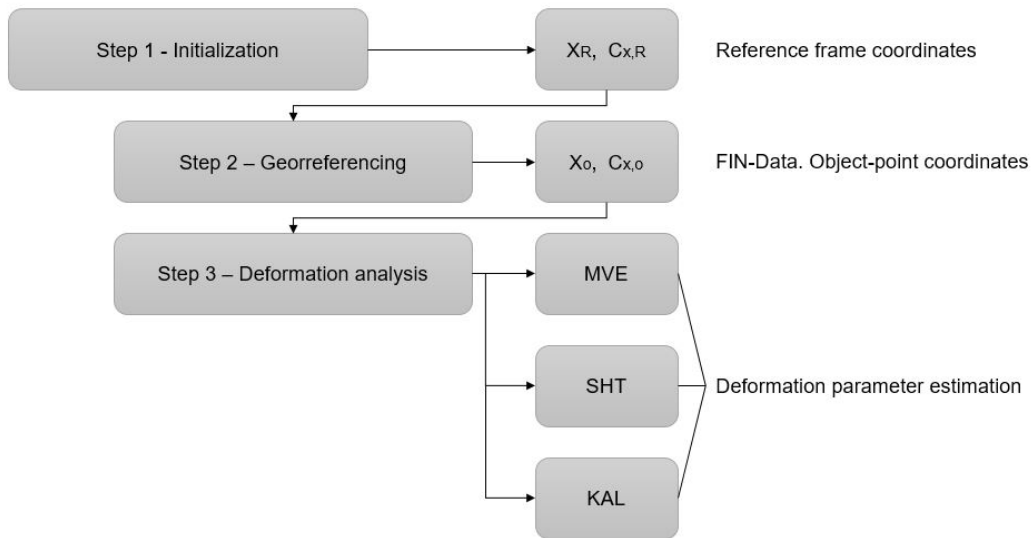 Step 1 - Initialization
XR, Cx,R
Reference frame coordinates
Step 2 – Georreferencing
Xo, Cx,o
FIN-Data. Object-point coordinates
Step 3 – Deformation analysis
MVE
SHT
Deformation parameter estimation
KAL